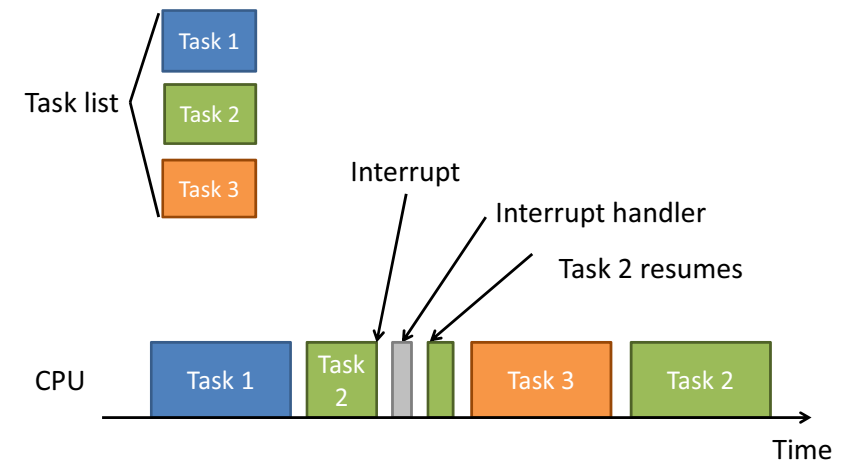 Task 1
Task list
Task 2
Task 3
Interrupt
Interrupt handler
Task 2 resumes
CPU
Task 1
Task
2
Task 3
Task 2
Time